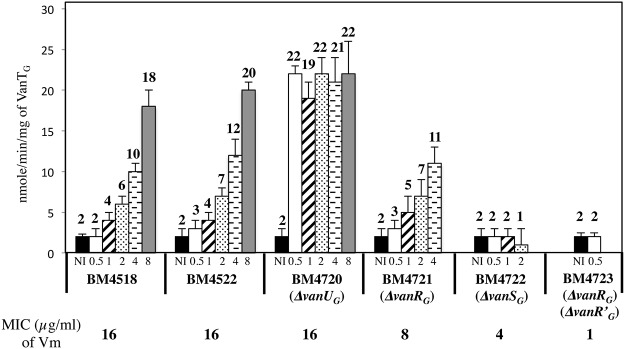 nmole/min/mg of VanT_G
30
25
20
15
10
5
0
2 2 4 6 10 18
2 3 4 7 12 20
2 22 19 22 21 22
2 3 5 7 11
2 2 2 1
2 2
NI 0.5 1 2 4 8 NI 0.5 1 2 4 8 NI 0.5 1 2 4 8 NI 0.5 1 2 4 NI 0.5 1 2 NI 0.5
BM4518 BM4522 BM4720 BM4721 BM4722 BM4723
(ΔvanU_G) (ΔvanR_G) (ΔvanS_G) (ΔvanR_G)
(ΔvanR'_G)
MIC (µg/ml)
of Vm 16 16 16 8 4 1